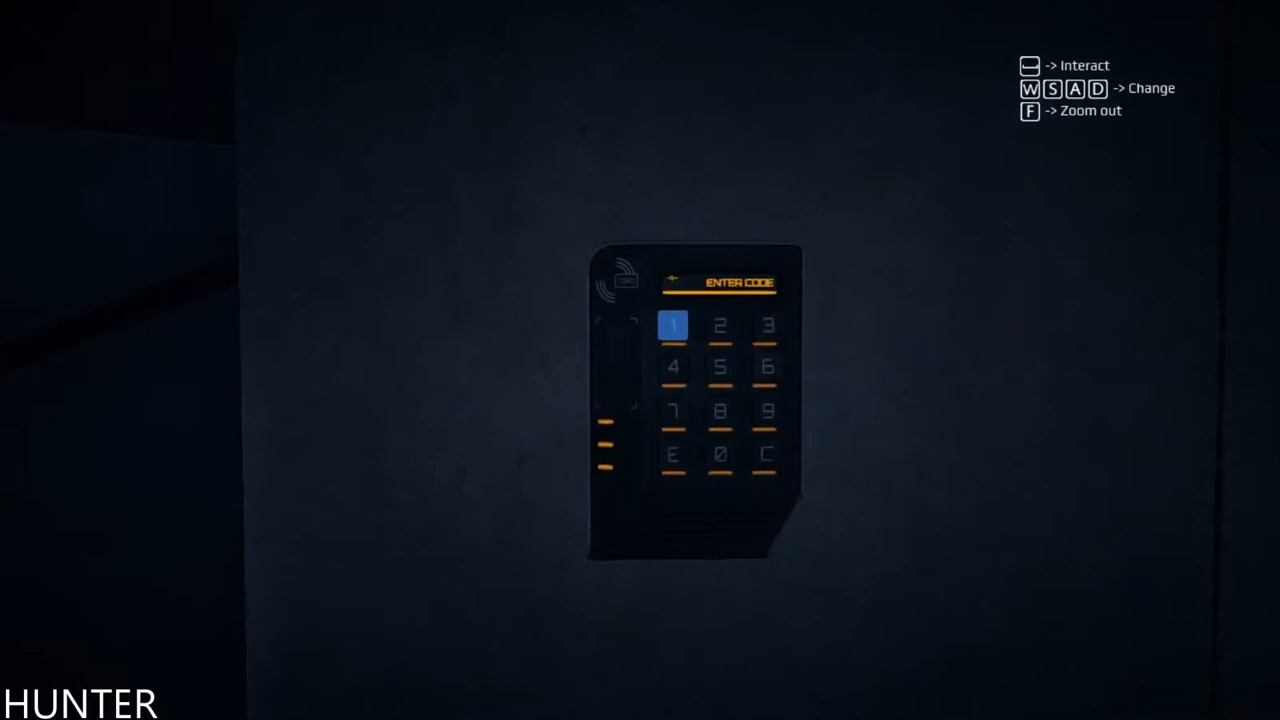 -> Interact
W S A D -> Change
F -> Zoom out
ENTER CODE
1 2 3
4 5 6
7 8 9
E 0 C
HUNTER